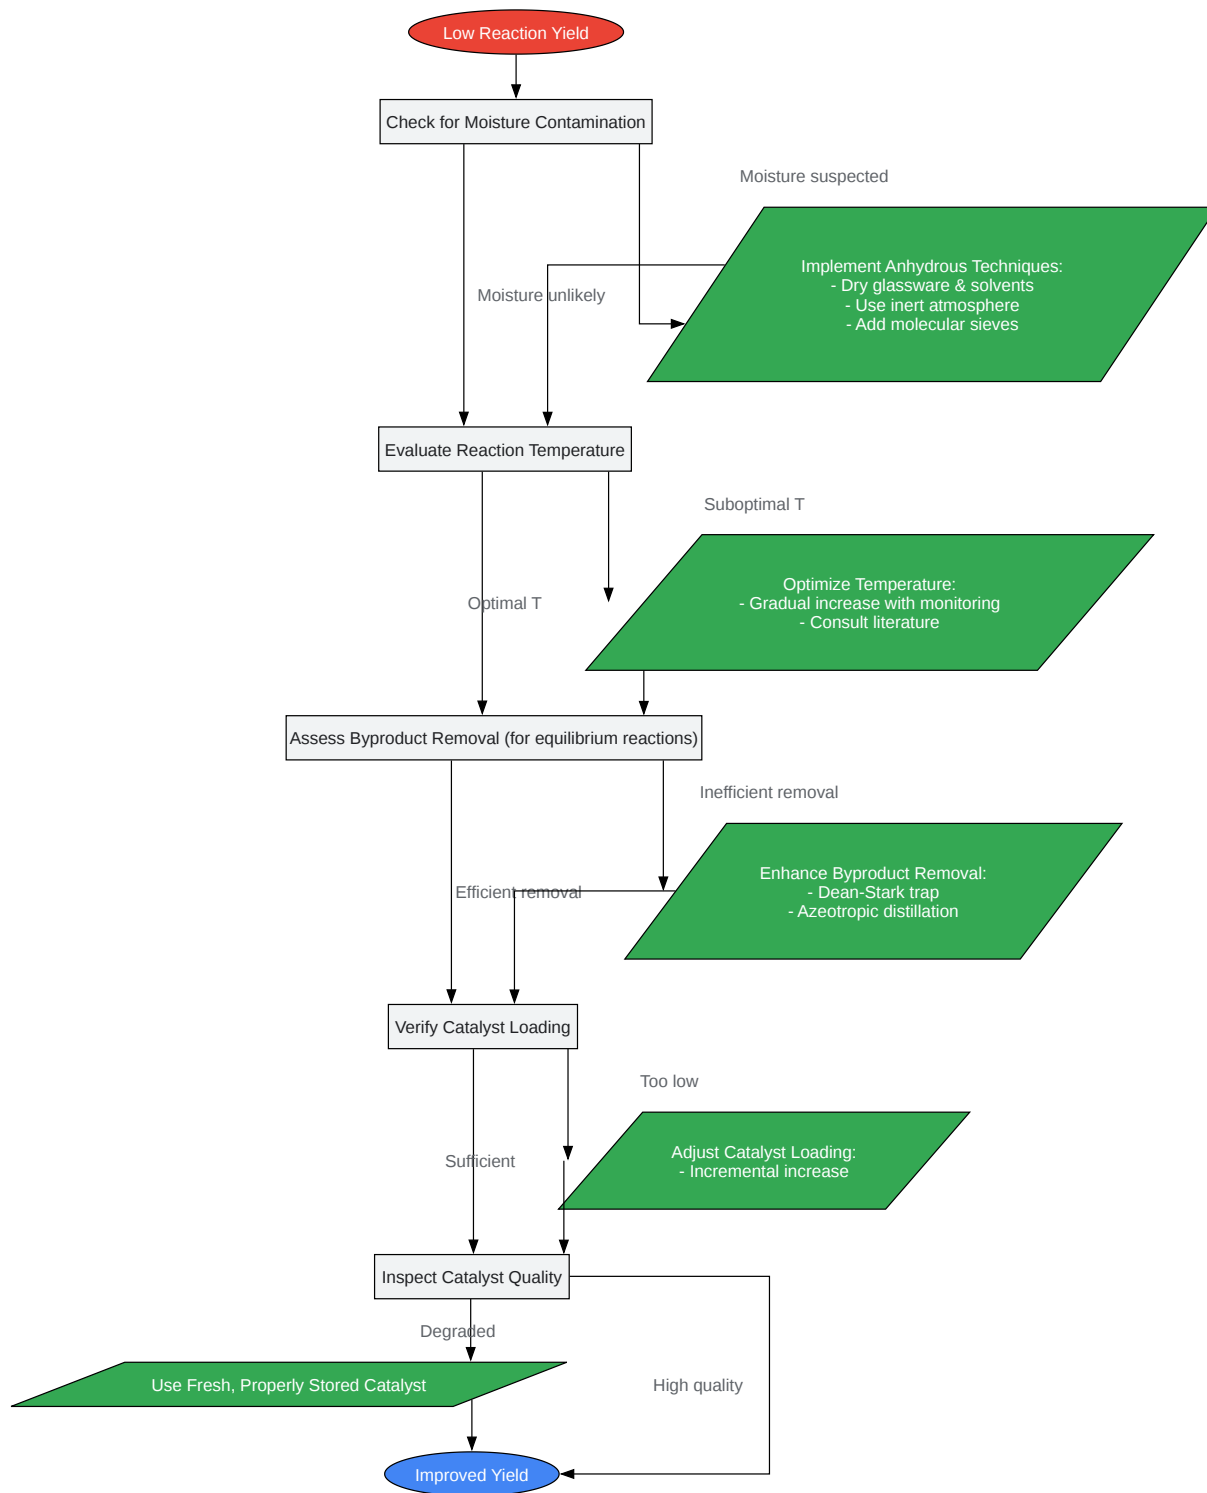 Low Reaction Yield
Check for Moisture Contamination
Moisture suspected
Implement Anhydrous Techniques:
- Dry glassware & solvents
- Use inert atmosphere
- Add molecular sieves
Moisture unlikely
Evaluate Reaction Temperature
Suboptimal T
Optimize Temperature:
- Gradual increase with monitoring
- Consult literature
Optimal T
Assess Byproduct Removal (for equilibrium reactions)
Inefficient removal
Enhance Byproduct Removal:
- Dean-Stark trap
- Azeotropic distillation
Efficient removal
Verify Catalyst Loading
Too low
Adjust Catalyst Loading:
- Incremental increase
Sufficient
Inspect Catalyst Quality
Degraded
Use Fresh, Properly Stored Catalyst
High quality
Improved Yield